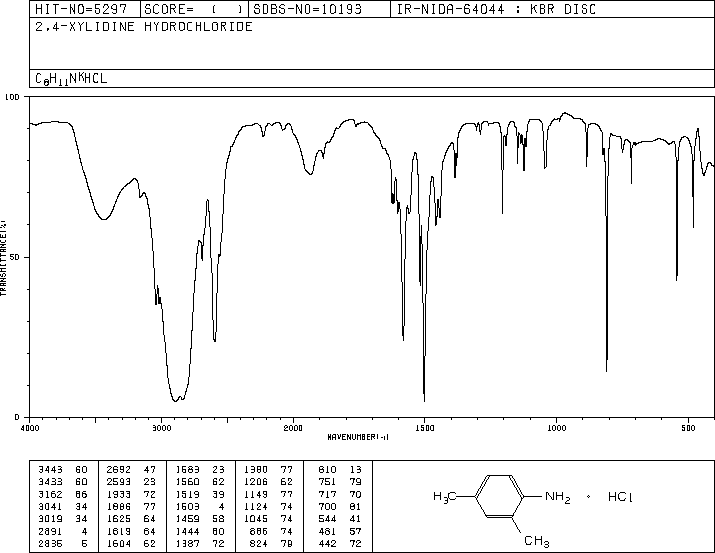 HIT-NO=5297 SCORE= ( ) SDBS-NO=10193 IR-NIDA-64044 : KBR DISC
2,4-XYLIDINE HYDROCHLORIDE
C8H11NKHCL
100
50
0
TRANSMITTANCE(%)
4000 3000 2000 1500 1000 500
WAVENUMBER(-1)
3443 60 2692 47 1583 23 1380 77 810 13
3433 60 2593 23 1560 62 1206 62 751 79
3162 66 1933 72 1519 39 1149 77 717 70
3041 34 1886 77 1503 4 1124 74 700 81
3019 34 1625 64 1459 58 1045 74 544 41
2891 4 1619 64 1444 60 886 74 481 57
2835 5 1604 62 1387 72 824 79 442 72
H3C NH2 · HCl
CH3